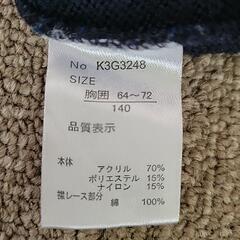 No K3G3248
SIZE
胸囲 64～72
140
品質表示
本体
アクリル 70%
ポリエステル 15%
ナイロン 15%
襟レース部分
綿 100%